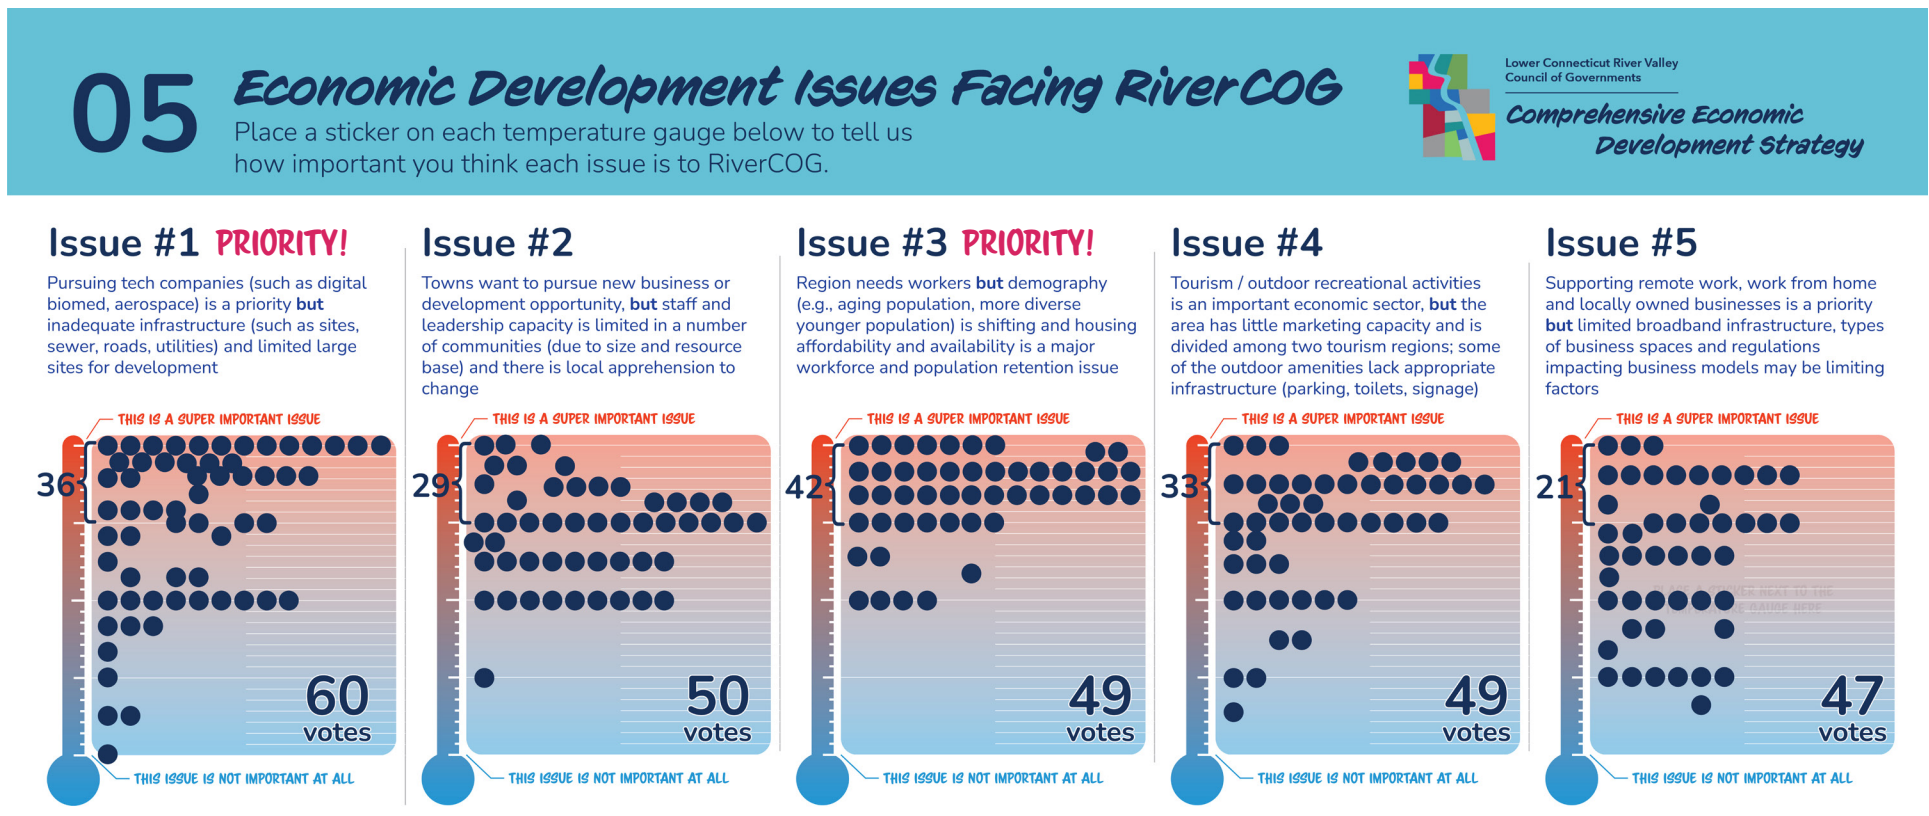 05
Economic Development Issues Facing RiverCOG
Place a sticker on each temperature gauge below to tell us
how important you think each issue is to RiverCOG.
Lower Connecticut River Valley
Council of Governments
Comprehensive Economic
Development Strategy
Issue #1 PRIORITY!
Pursuing tech companies (such as digital
biomed, aerospace) is a priority but
inadequate infrastructure (such as sites,
sewer, roads, utilities) and limited large
sites for development
THIS IS A SUPER IMPORTANT ISSUE
36
60
votes
THIS ISSUE IS NOT IMPORTANT AT ALL
Issue #2
Towns want to pursue new business or
development opportunity, but staff and
leadership capacity is limited in a number
of communities (due to size and resource
base) and there is local apprehension to
change
THIS IS A SUPER IMPORTANT ISSUE
29
50
votes
THIS ISSUE IS NOT IMPORTANT AT ALL
Issue #3 PRIORITY!
Region needs workers but demography
(e.g., aging population, more diverse
younger population) is shifting and housing
affordability and availability is a major
workforce and population retention issue
THIS IS A SUPER IMPORTANT ISSUE
42
49
votes
THIS ISSUE IS NOT IMPORTANT AT ALL
Issue #4
Tourism / outdoor recreational activities
is an important economic sector, but the
area has little marketing capacity and is
divided among two tourism regions; some
of the outdoor amenities lack appropriate
infrastructure (parking, toilets, signage)
THIS IS A SUPER IMPORTANT ISSUE
33
49
votes
THIS ISSUE IS NOT IMPORTANT AT ALL
Issue #5
Supporting remote work, work from home
and locally owned businesses is a priority
but limited broadband infrastructure, types
of business spaces and regulations
impacting business models may be limiting
factors
THIS IS A SUPER IMPORTANT ISSUE
21
NEXT TO THE
GAUGE HERE
47
votes
THIS ISSUE IS NOT IMPORTANT AT ALL